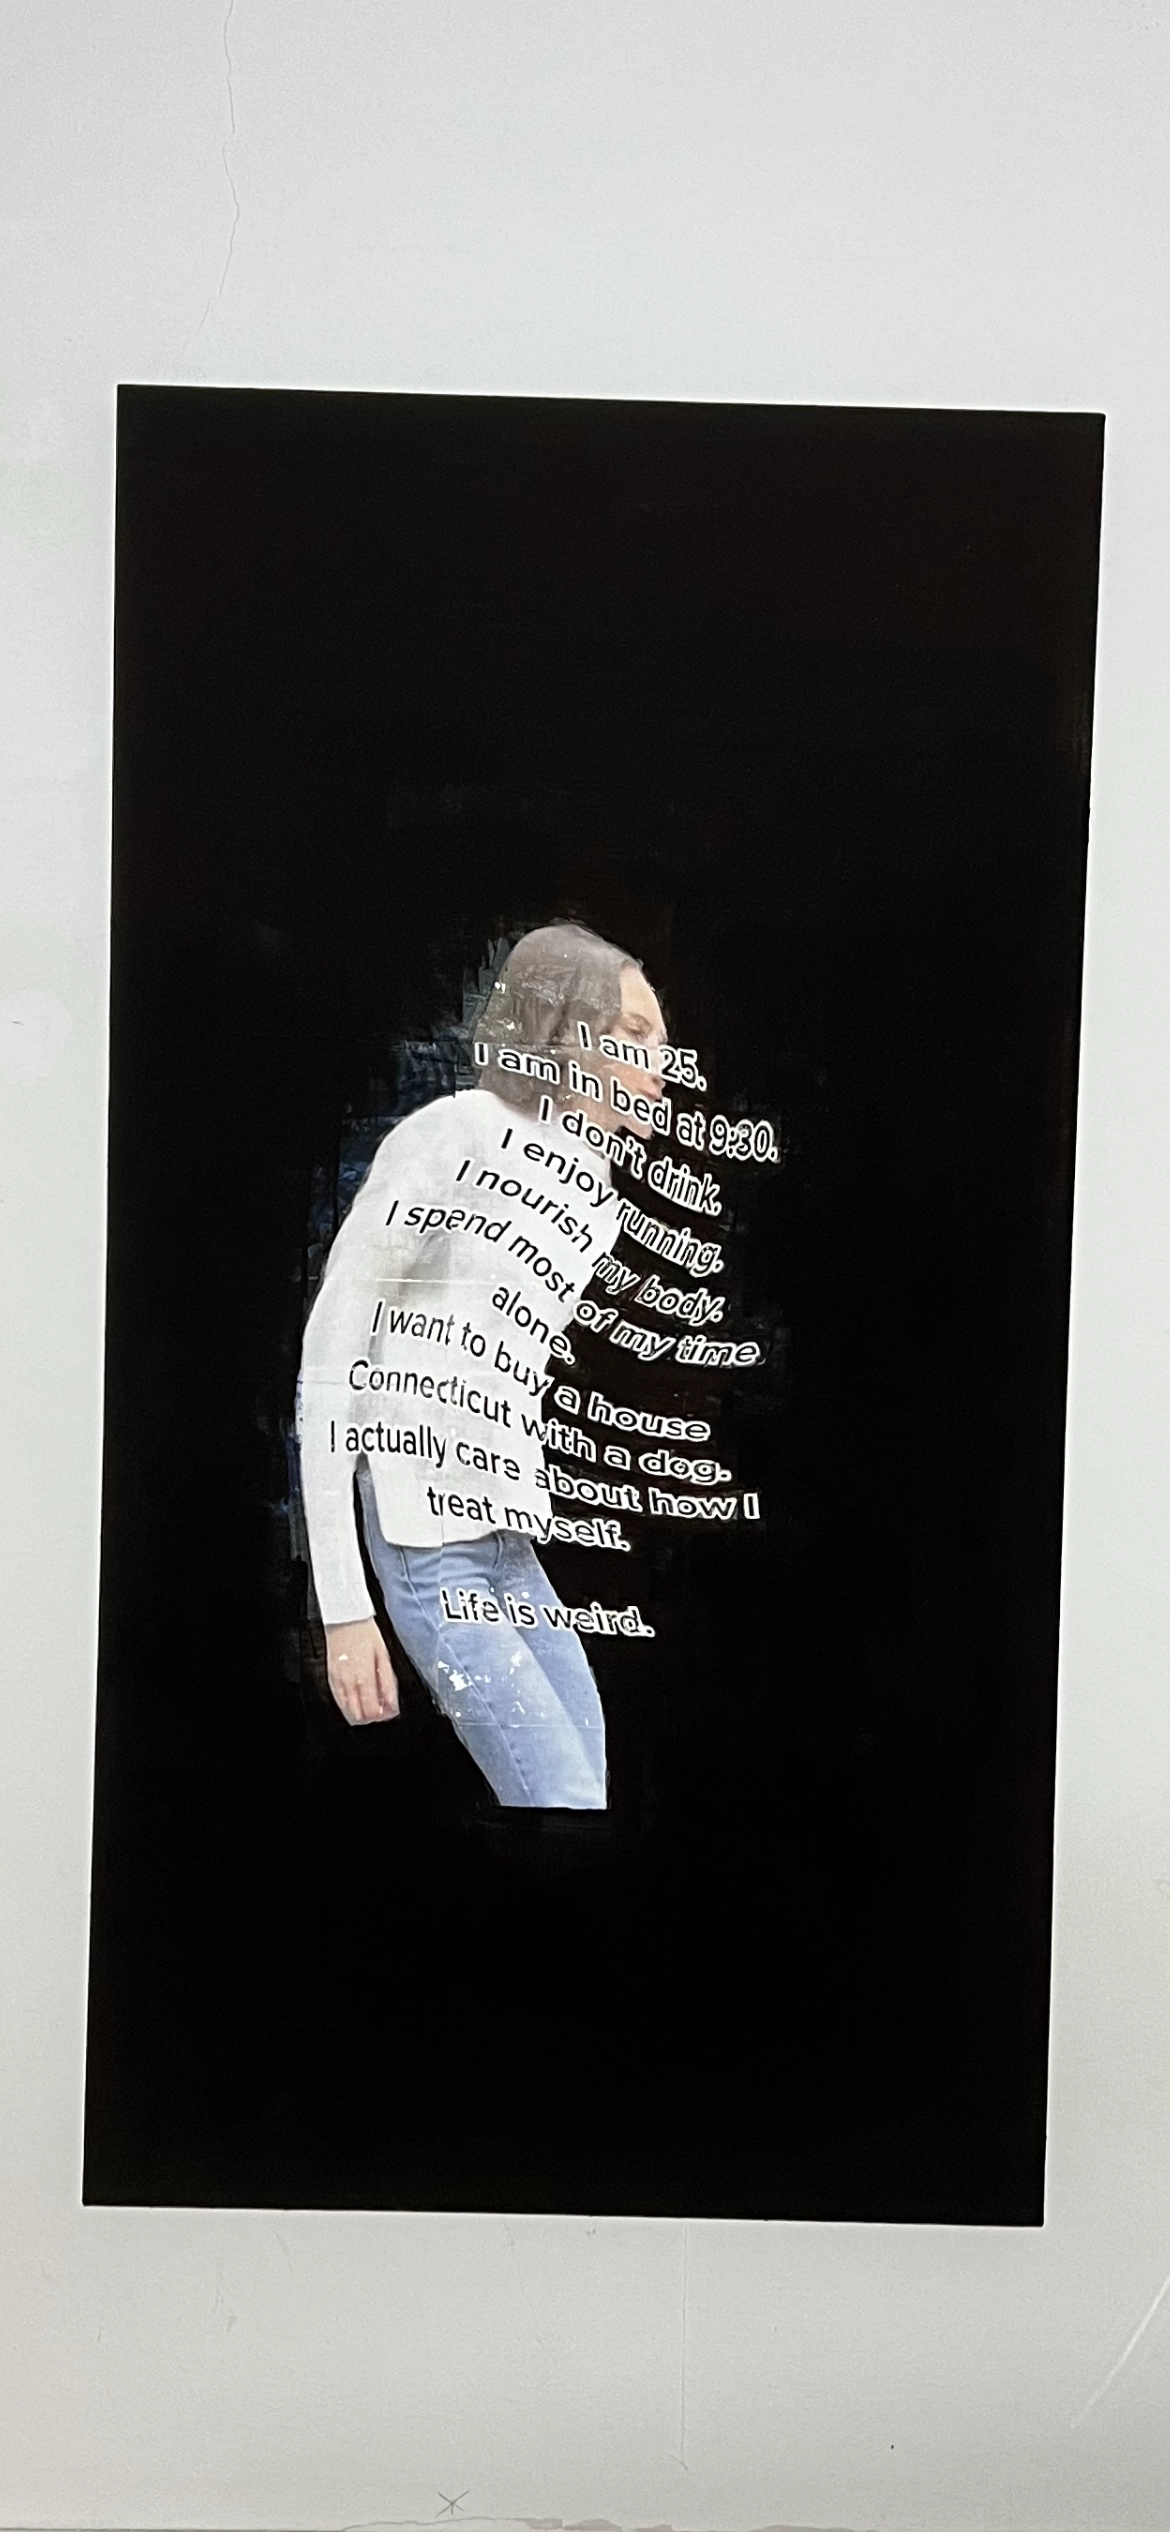 I am 25.
I am in bed at 9:30.
I don't drink.
I enjoy running.
I nourish my body.
I spend most of my time
alone.
I want to buy a house
Connecticut with a dog.
I actually care about how I
treat myself.
Life is weird.